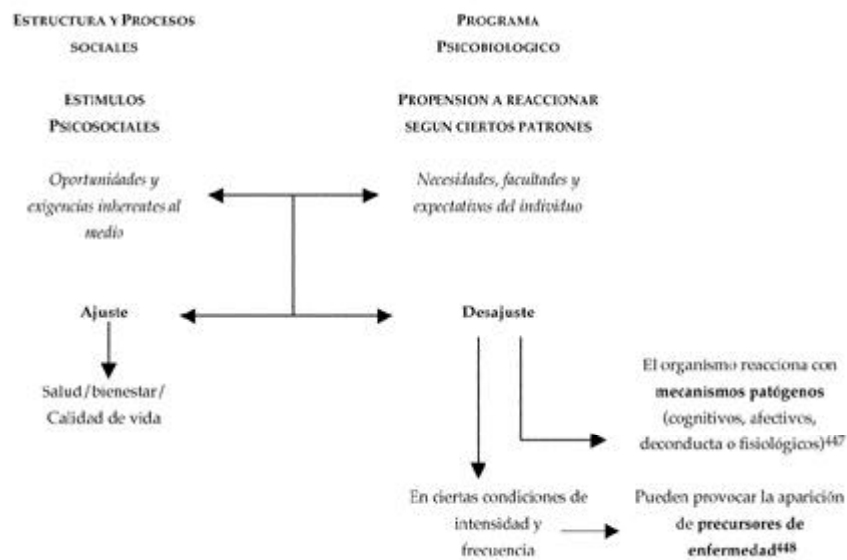 ESTRUCTURA Y PROCESOS
SOCIALES
PROGRAMA
PSICOBIOLOGICO
ESTIMULOS
PSICOSOCIALES
PROPENSION A REACCIONAR
SEGUN CIERTOS PATRONES
Oportunidades y
exigencias inherentes al
medio
Necesidades, facultades y
expectativas del individuo
Ajuste
Desajuste
Salud/bienestar/
Calidad de vida
El organismo reacciona con
mecanismos patógenos
(cognitivos, afectivos,
deconducta o fisiológicos)447
En ciertas condiciones de
intensidad y
frecuencia
Pueden provocar la aparición
de precursores de
enfermedad448